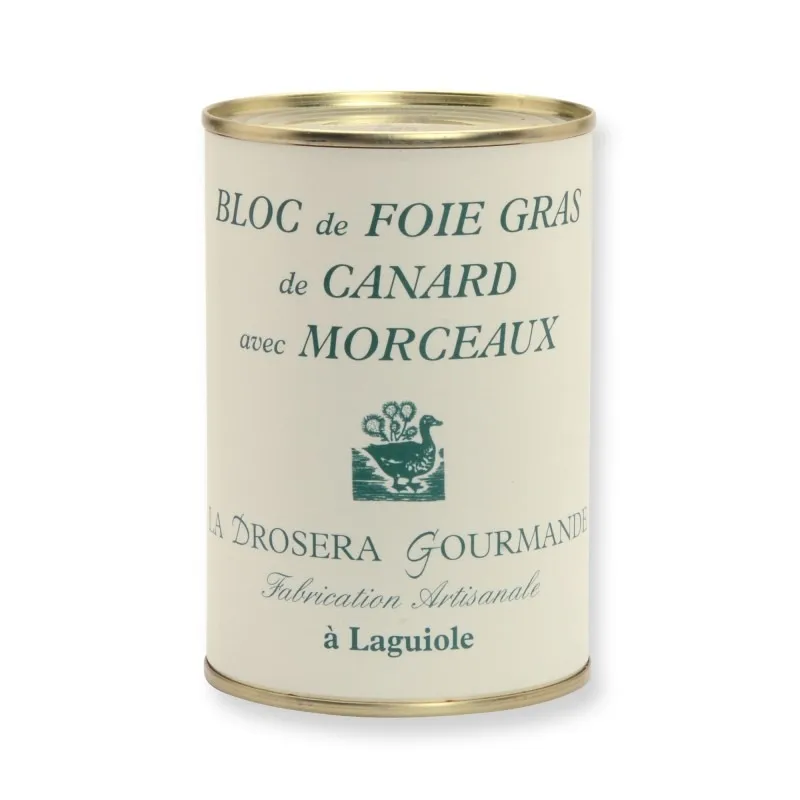 BLOC de FOIE GRAS
de CANARD
avec MORCEAUX
LA DROSERA GOURMANDE
Fabrication Artisanale
à Laguiole